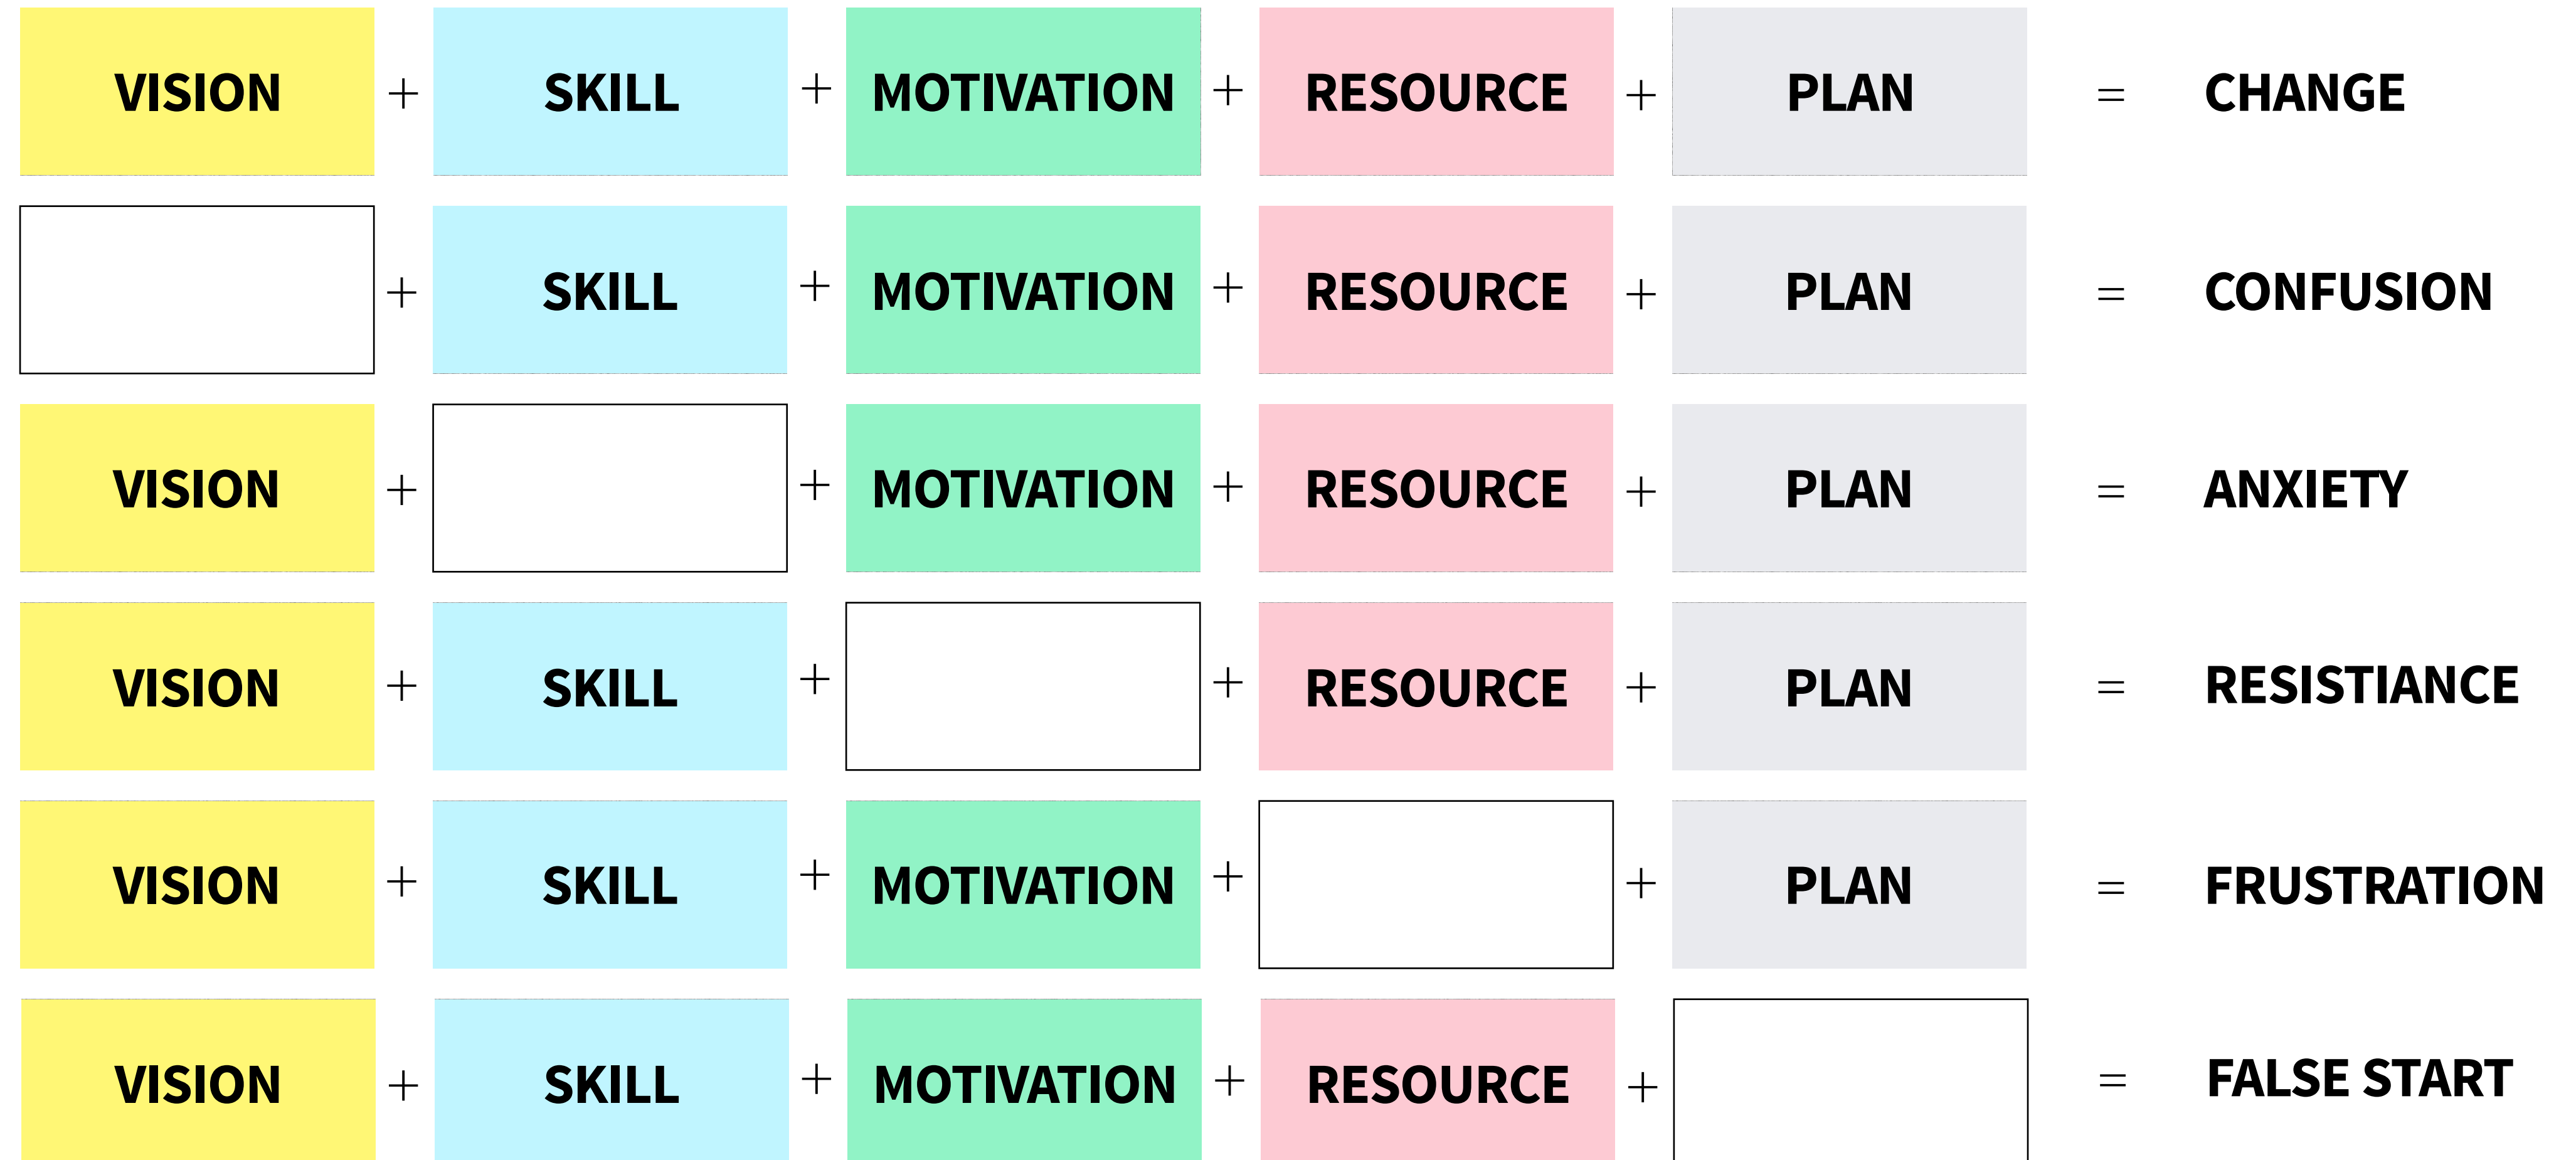 VISION + SKILL + MOTIVATION + RESOURCE + PLAN = CHANGE
+ SKILL + MOTIVATION + RESOURCE + PLAN = CONFUSION
VISION + + MOTIVATION + RESOURCE + PLAN = ANXIETY
VISION + SKILL + + RESOURCE + PLAN = RESISTIANCE
VISION + SKILL + MOTIVATION + + PLAN = FRUSTRATION
VISION + SKILL + MOTIVATION + RESOURCE + = FALSE START